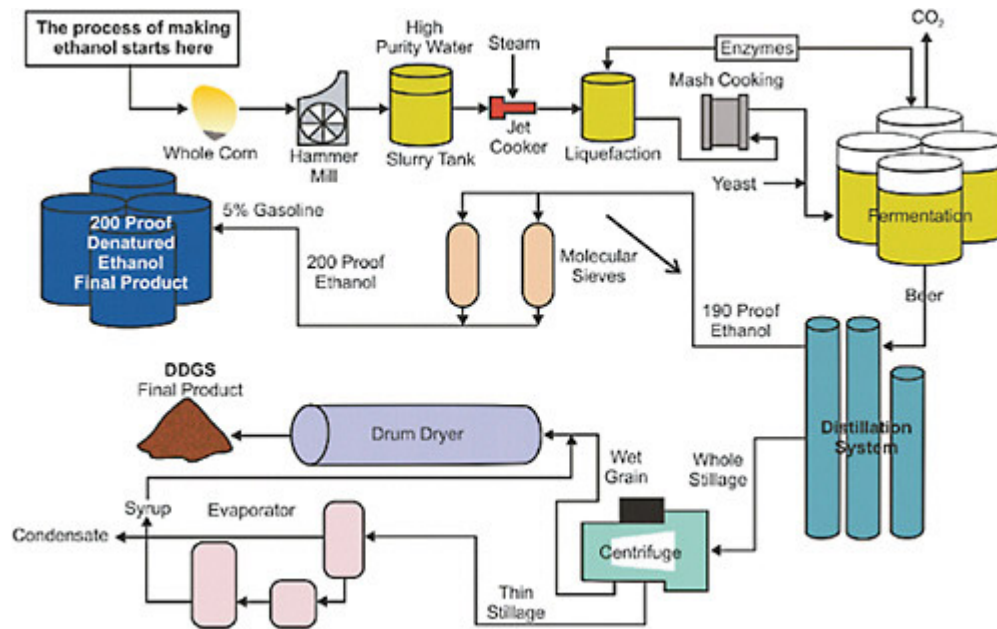 The process of making
ethanol starts here
Whole Corn
Hammer
Mill
High
Purity Water
Slurry Tank
Steam
Jet
Cooker
Liquefaction
Enzymes
Mash Cooking
CO2
Yeast
Fermentation
Beer
200 Proof
Denatured
Ethanol
Final Product
5% Gasoline
200 Proof
Ethanol
Molecular
Sieves
190 Proof
Ethanol
Distillation
System
Whole
Stillage
DDGS
Final Product
Drum Dryer
Wet
Grain
Centrifuge
Thin
Stillage
Syrup
Evaporator
Condensate